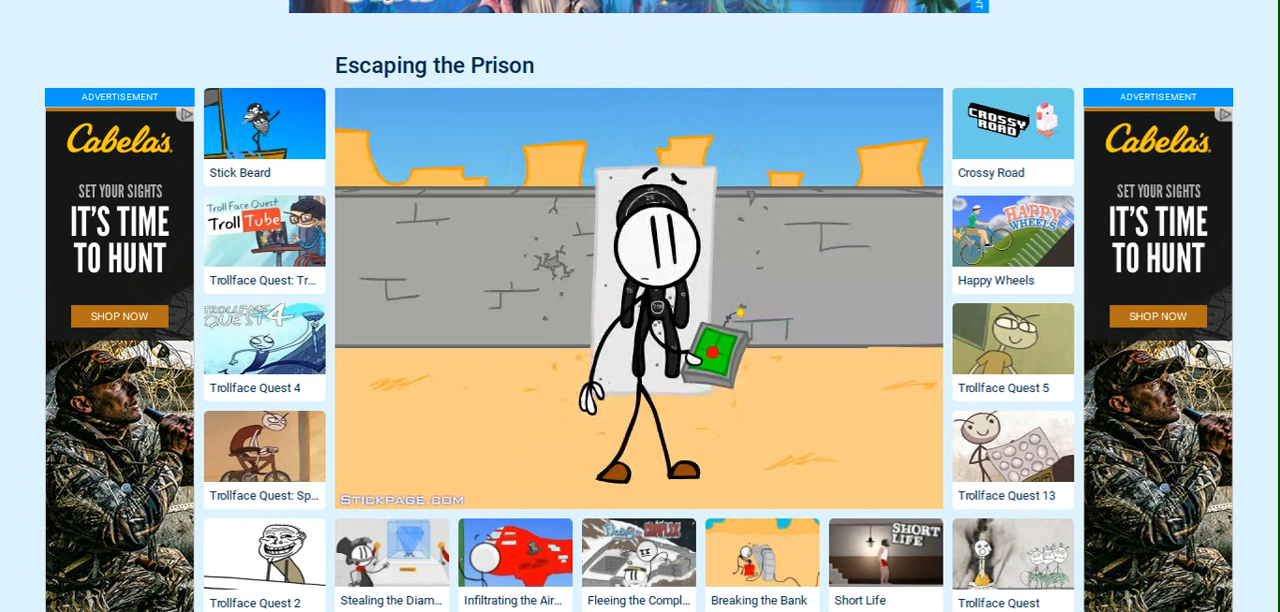 Escaping the Prison
ADVERTISEMENT
Cabela's
SET YOUR SIGHTS
IT'S TIME
TO HUNT
SHOP NOW
Stick Beard
Troll Face Quest
TrollTube
Trollface Quest: Tr...
TROLLFACE
QUEST 4
Trollface Quest 4
Trollface Quest: Sp...
Trollface Quest 2
STICKPAGE.COM
Stealing the Diam...
Infiltrating the Air...
Fleeing the Compl...
Breaking the Bank
SHORT
LIFE
Short Life
CROSSY
ROAD
Crossy Road
HAPPY
WHEELS
Happy Wheels
Trollface Quest 5
Trollface Quest 13
Trollface Quest
ADVERTISEMENT
Cabela's
SET YOUR SIGHTS
IT'S TIME
TO HUNT
SHOP NOW